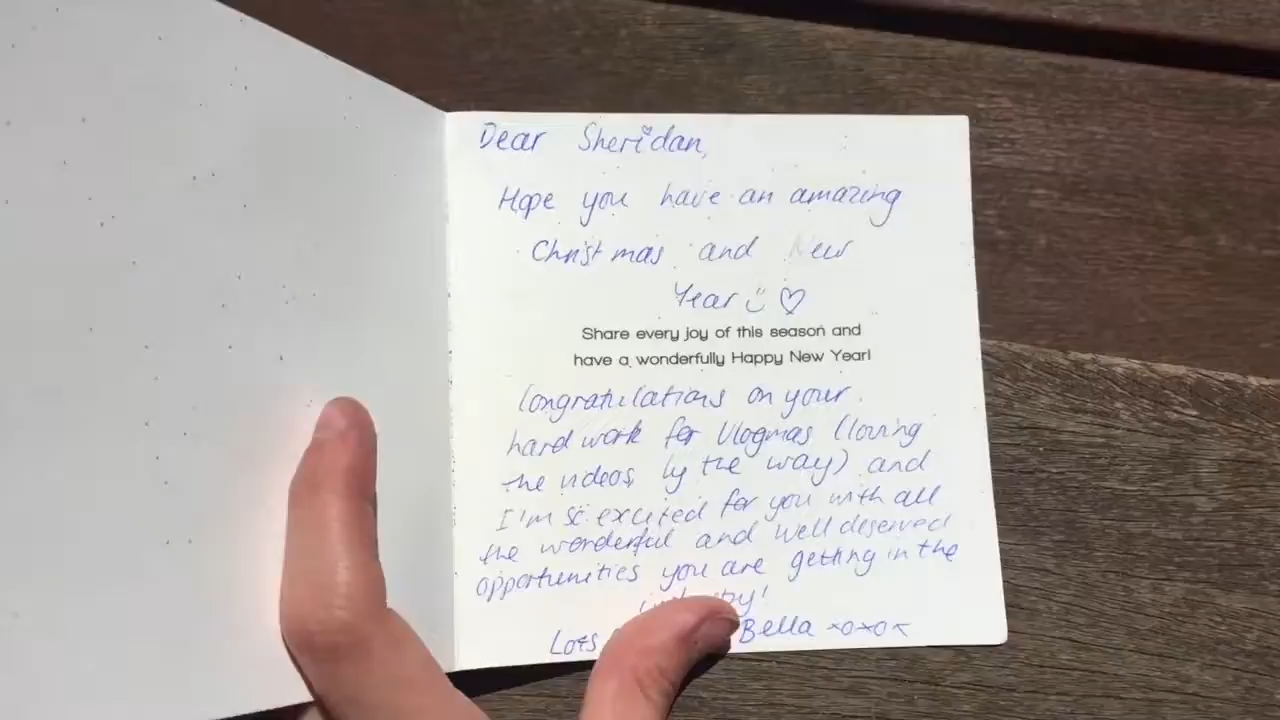 Dear Sheridan,
Hope you have an amazing
Christmas and New
Year
Share every joy of this season and
have a wonderfully Happy New Year!
Congratulations on your
hard work for Vlogmas (loving
the videos by the way) and
I'm so excited for you with all
the wonderful and well deserved
opportunities you are getting in the
Lots Bella xoxox